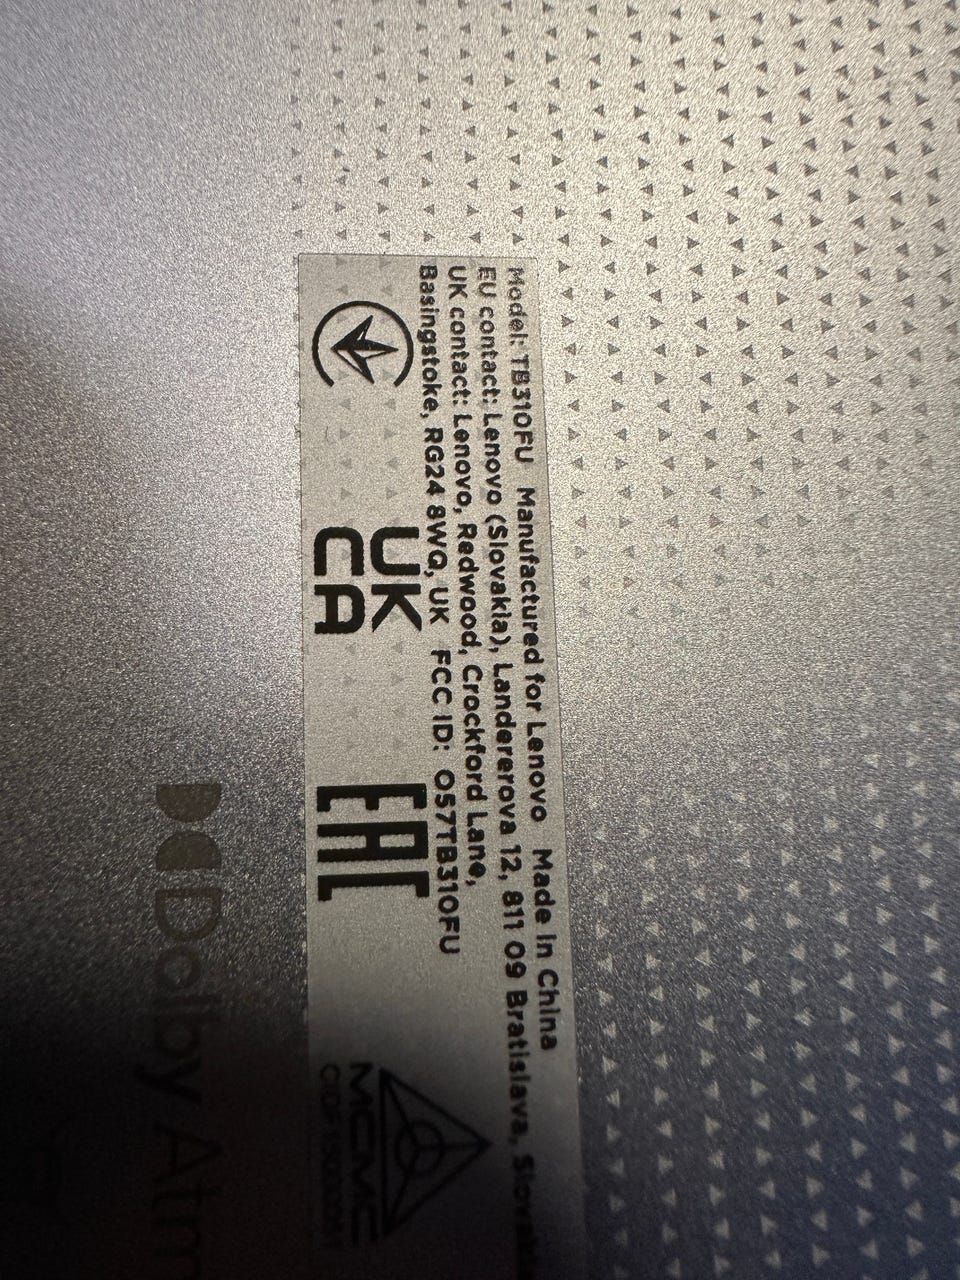 Model: TB310FU Manufactured for Lenovo Made in China
EU contact: Lenovo (Slovakia), Landererova 12, 811 09 Bratislava,
UK contact: Lenovo, Redwood, Crockford Lane,
Basingstoke, RG24 8WQ, UK FCC ID: O57TB310FU
UK
CA
EAC
MCMC
Dolby Atm